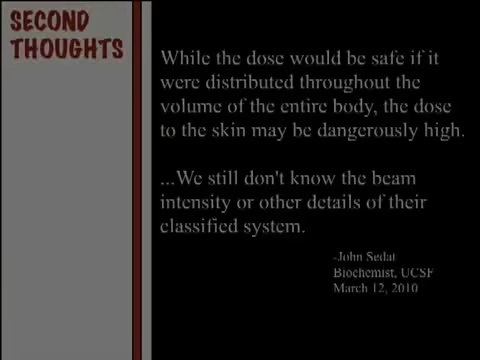 SECOND
THOUGHTS
While the dose would be safe if it
were distributed throughout the
volume of the entire body, the dose
to the skin may be dangerously high.
...We still don't know the beam
intensity or other details of their
classified system.
-John Sedat
Biochemist, UCSF
March 12, 2010